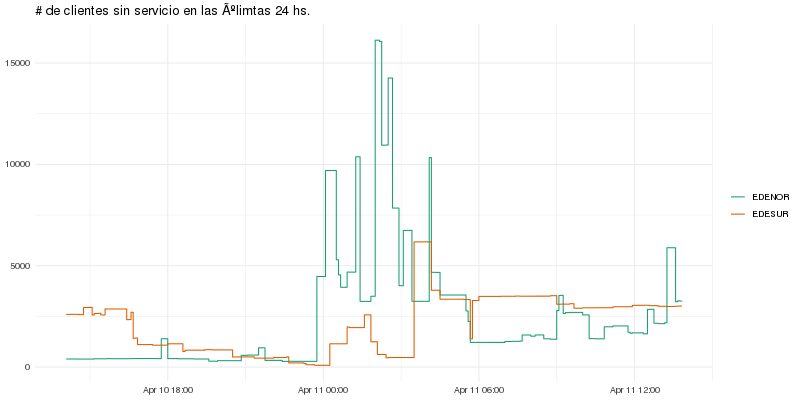 # de clientes sin servicio en las Ãºlimtas 24 hs.
15000
10000
5000
0
Apr 10 18:00
Apr 11 00:00
Apr 11 06:00
Apr 11 12:00
EDENOR
EDESUR